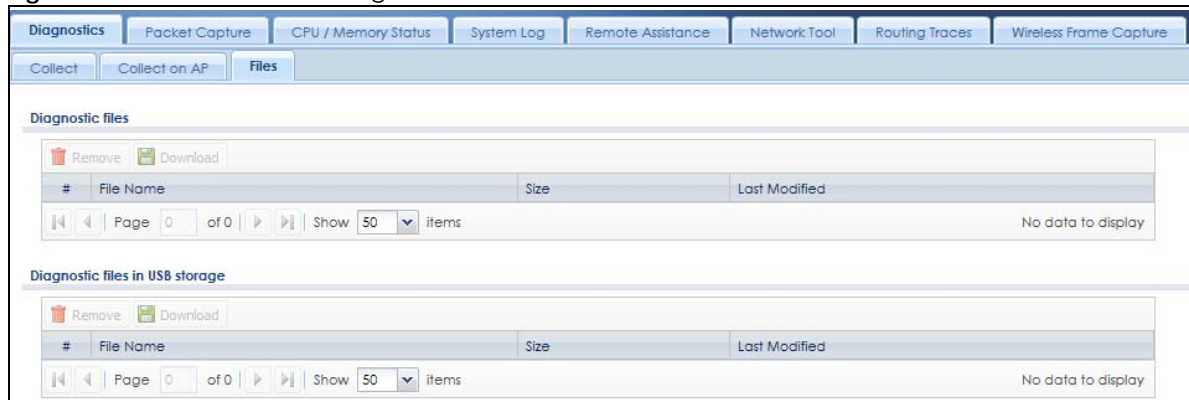 Diagnostics Packet Capture CPU / Memory Status System Log Remote Assistance Network Tool Routing Traces Wireless Frame Capture
Collect Collect on AP Files
Diagnostic files
Remove Download
# File Name Size Last Modified
Page 0 of 0 Show 50 items No data to display
Diagnostic files in USB storage
Remove Download
# File Name Size Last Modified
Page 0 of 0 Show 50 items No data to display